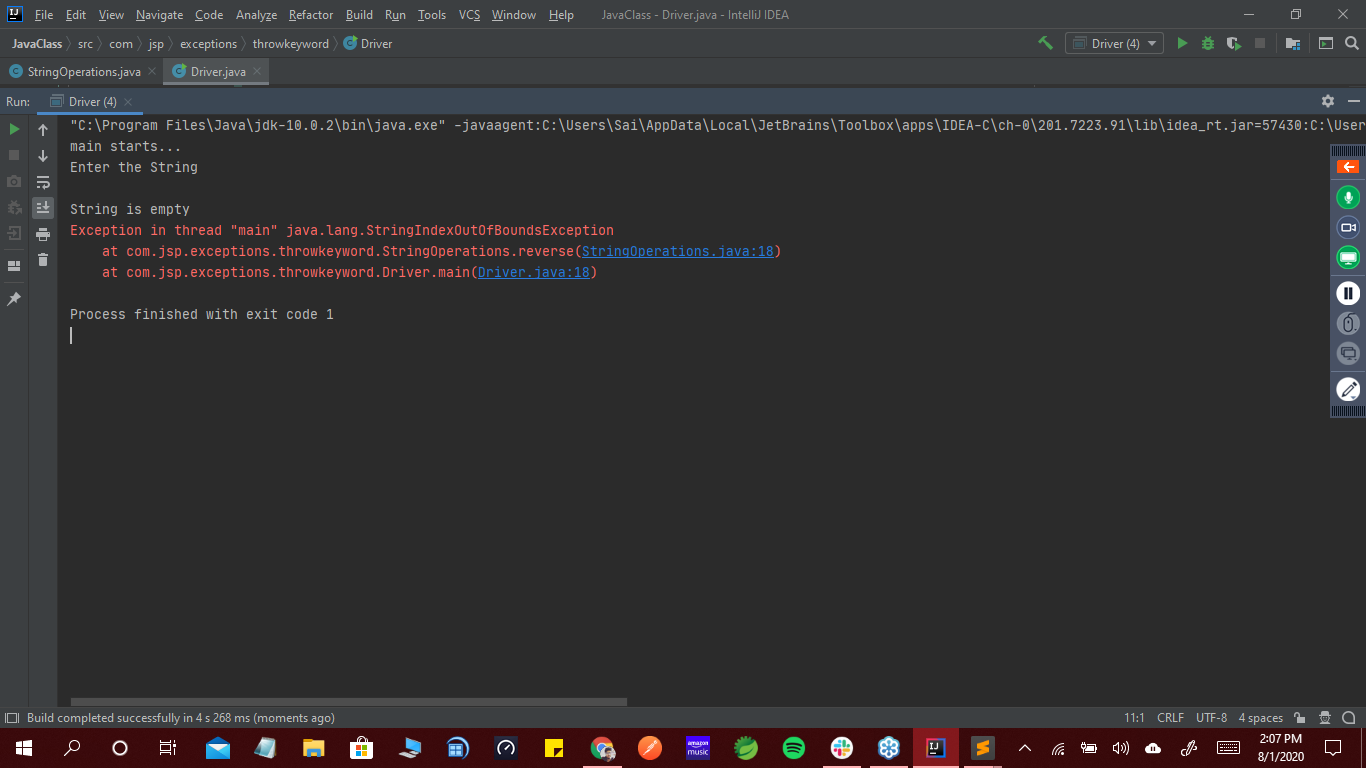 File Edit View Navigate Code Analyze Refactor Build Run Tools VCS Window Help JavaClass - Driver.java - IntelliJ IDEA
JavaClass src com jsp exceptions throwkeyword Driver Driver (4)
StringOperations.java Driver.java
Run: Driver (4)
"C:\Program Files\Java\jdk-10.0.2\bin\java.exe" -javaagent:C:\Users\Sai\AppData\Local\JetBrains\Toolbox\apps\IDEA-C\ch-0\201.7223.91\lib\idea_rt.jar=57430:C:\User
main starts...
Enter the String
String is empty
Exception in thread "main" java.lang.StringIndexOutOfBoundsException
at com.jsp.exceptions.throwkeyword.StringOperations.reverse(StringOperations.java:18)
at com.jsp.exceptions.throwkeyword.Driver.main(Driver.java:18)
Process finished with exit code 1
Build completed successfully in 4 s 268 ms (moments ago) 11:1 CRLF UTF-8 4 spaces
amazon music
2:07 PM
8/1/2020